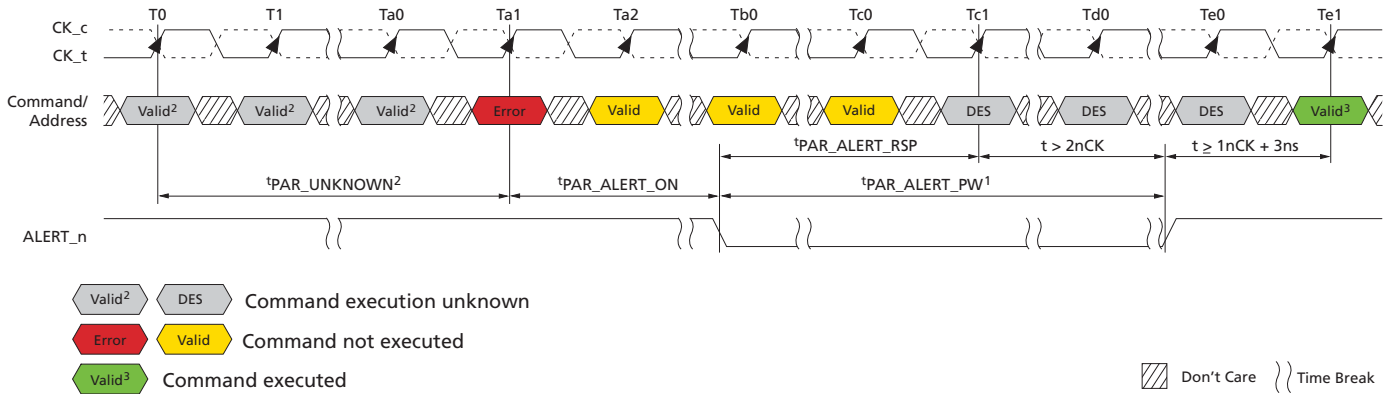 T0 T1 Ta0 Ta1 Ta2 Tb0 Tc0 Tc1 Td0 Te0 Te1
CK_c
CK_t
Command/
Address
Valid² Valid² Valid² Error Valid Valid Valid DES DES DES Valid³
tPAR_ALERT_RSP t > 2nCK t ≥ 1nCK + 3ns
tPAR_UNKNOWN² tPAR_ALERT_ON tPAR_ALERT_PW¹
ALERT_n
Valid² DES Command execution unknown
Error Valid Command not executed
Valid³ Command executed
Don't Care Time Break